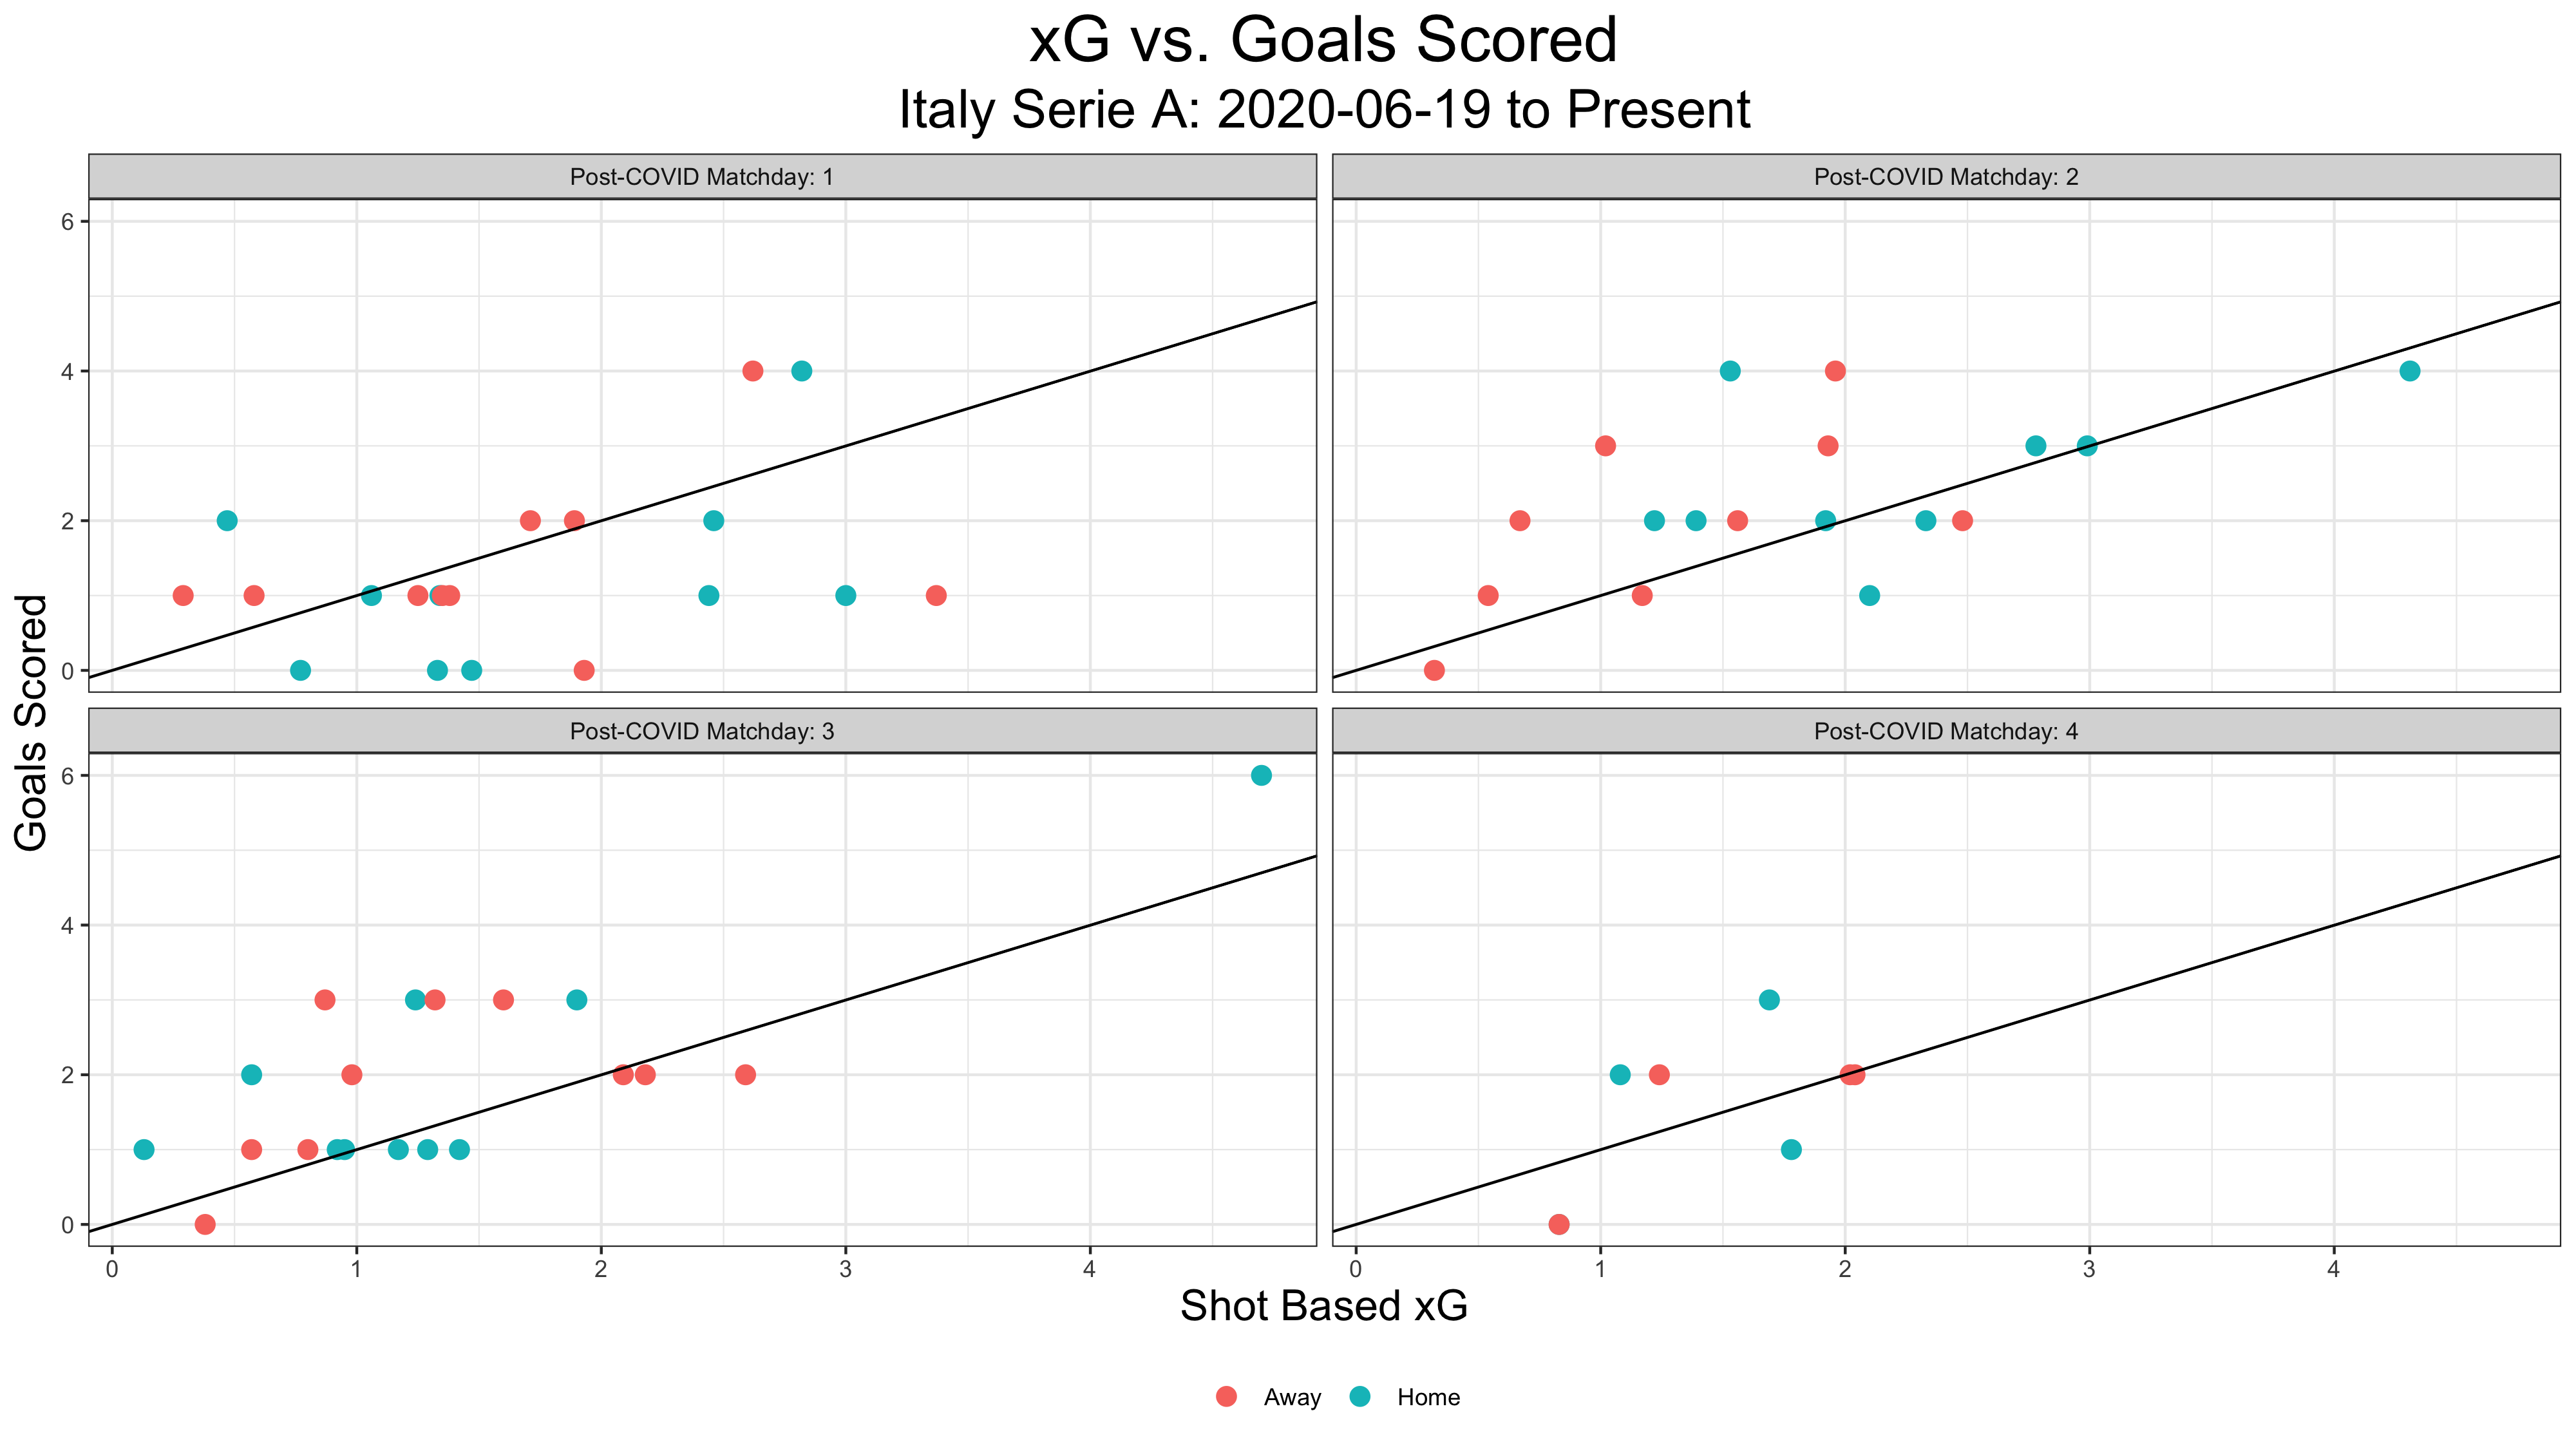 xG vs. Goals Scored
Italy Serie A: 2020-06-19 to Present
Post-COVID Matchday: 1
Post-COVID Matchday: 2
6
4
2
0
Post-COVID Matchday: 3
Post-COVID Matchday: 4
6
4
2
0
Goals Scored
0 1 2 3 4
0 1 2 3 4
Shot Based xG
Away Home